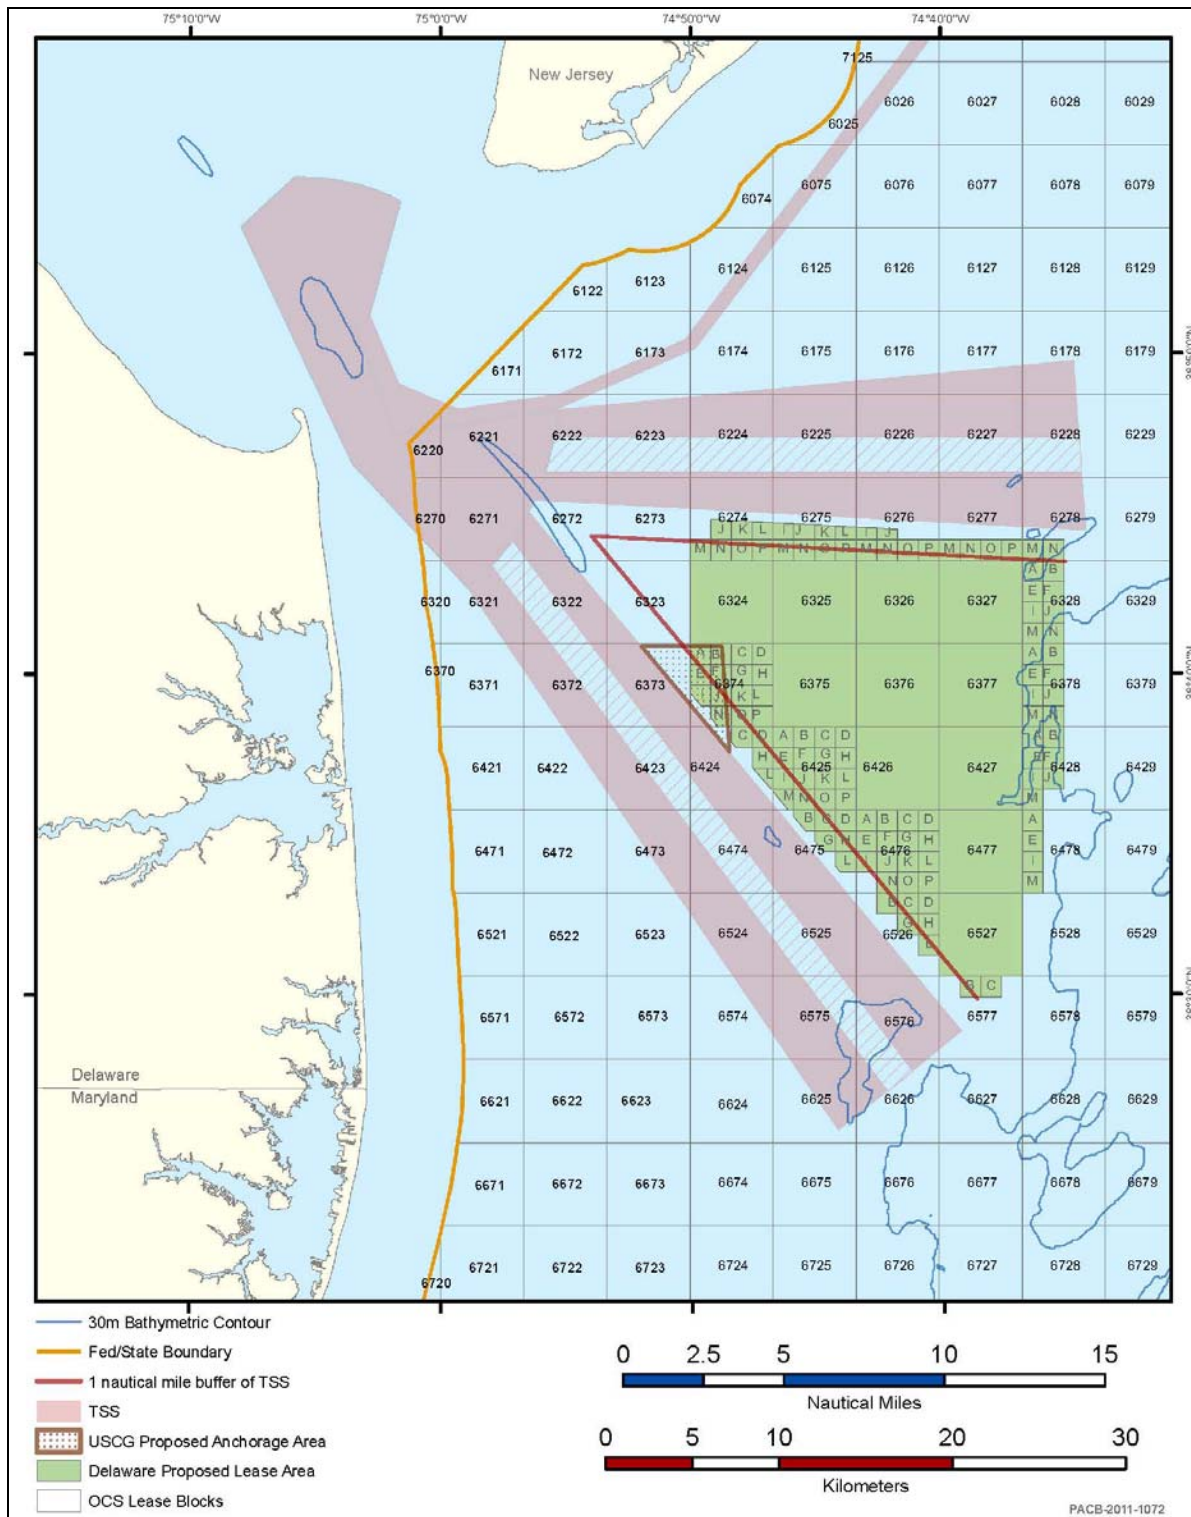 75°10'0"W 75°0'0"W 74°50'0"W 74°40'0"W
New Jersey
7125
6026 6027 6028 6029
6025
6075 6076 6077 6078 6079
6074
6124 6125 6126 6127 6128 6129
6122 6123
6171 6172 6173 6174 6175 6176 6177 6178 6179
6220 6221 6222 6223 6224 6225 6226 6227 6228 6229
6270 6271 6272 6273 6274 6275 6276 6277 6278 6279
J K L I J K L I J
M N O P M N O P M N O P M N O P M N
A B
E F
6320 6321 6322 6323 6324 6325 6326 6327 6328 6329
I J
M N
A B C D A B
E F G H E F
6370 6371 6372 6373 6374 6375 6376 6377 6378 6379
I J K L I J
N O P M N
C D A B C D A B
H E F G H E F
6421 6422 6423 6424 6425 6426 6427 6428 6429
L I J K L I J
M N O P M
B C D A B C D A
G H E F G H E
6471 6472 6473 6474 6475 6476 6477 6478 6479
L I J K L I
N O P M
B C D
G H
6521 6522 6523 6524 6525 6526 6527 6528 6529
L
B C
6571 6572 6573 6574 6575 6576 6577 6578 6579
Delaware
Maryland
6621 6622 6623 6624 6625 6626 6627 6628 6629
6671 6672 6673 6674 6675 6676 6677 6678 6679
6720 6721 6722 6723 6724 6725 6726 6727 6728 6729
30m Bathymetric Contour
Fed/State Boundary
1 nautical mile buffer of TSS
TSS
USCG Proposed Anchorage Area
Delaware Proposed Lease Area
OCS Lease Blocks
0 2.5 5 10 15
Nautical Miles
0 5 10 20 30
Kilometers
PACB-2011-1072